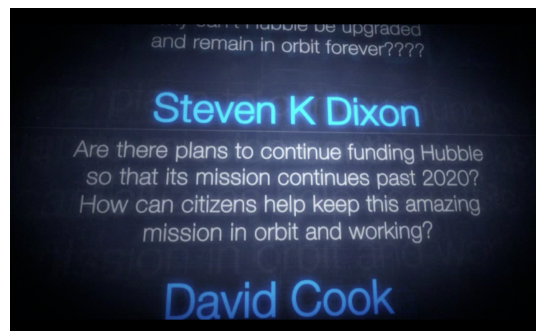 can't Hubble be upgraded
and remain in orbit forever????
Steven K Dixon
Are there plans to continue funding Hubble
so that its mission continues past 2020?
How can citizens help keep this amazing
mission in orbit and working?
David Cook